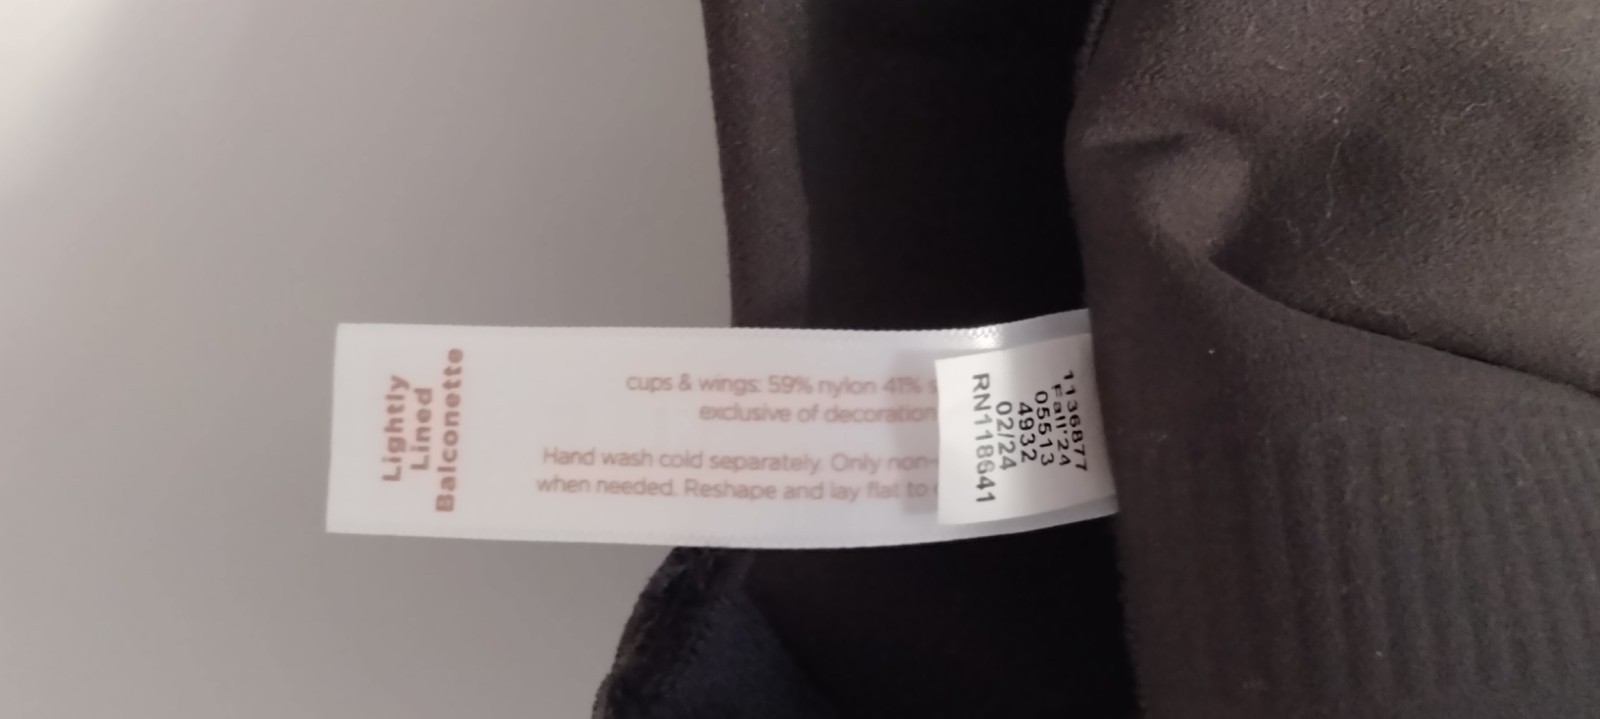 Lightly
Lined
Balconette
cups & wings: 59% nylon 41% s
exclusive of decoration
Hand wash cold separately. Only non-
when needed. Reshape and lay flat to
1136877
Fall'24
05513
4932
02/24
RN118641